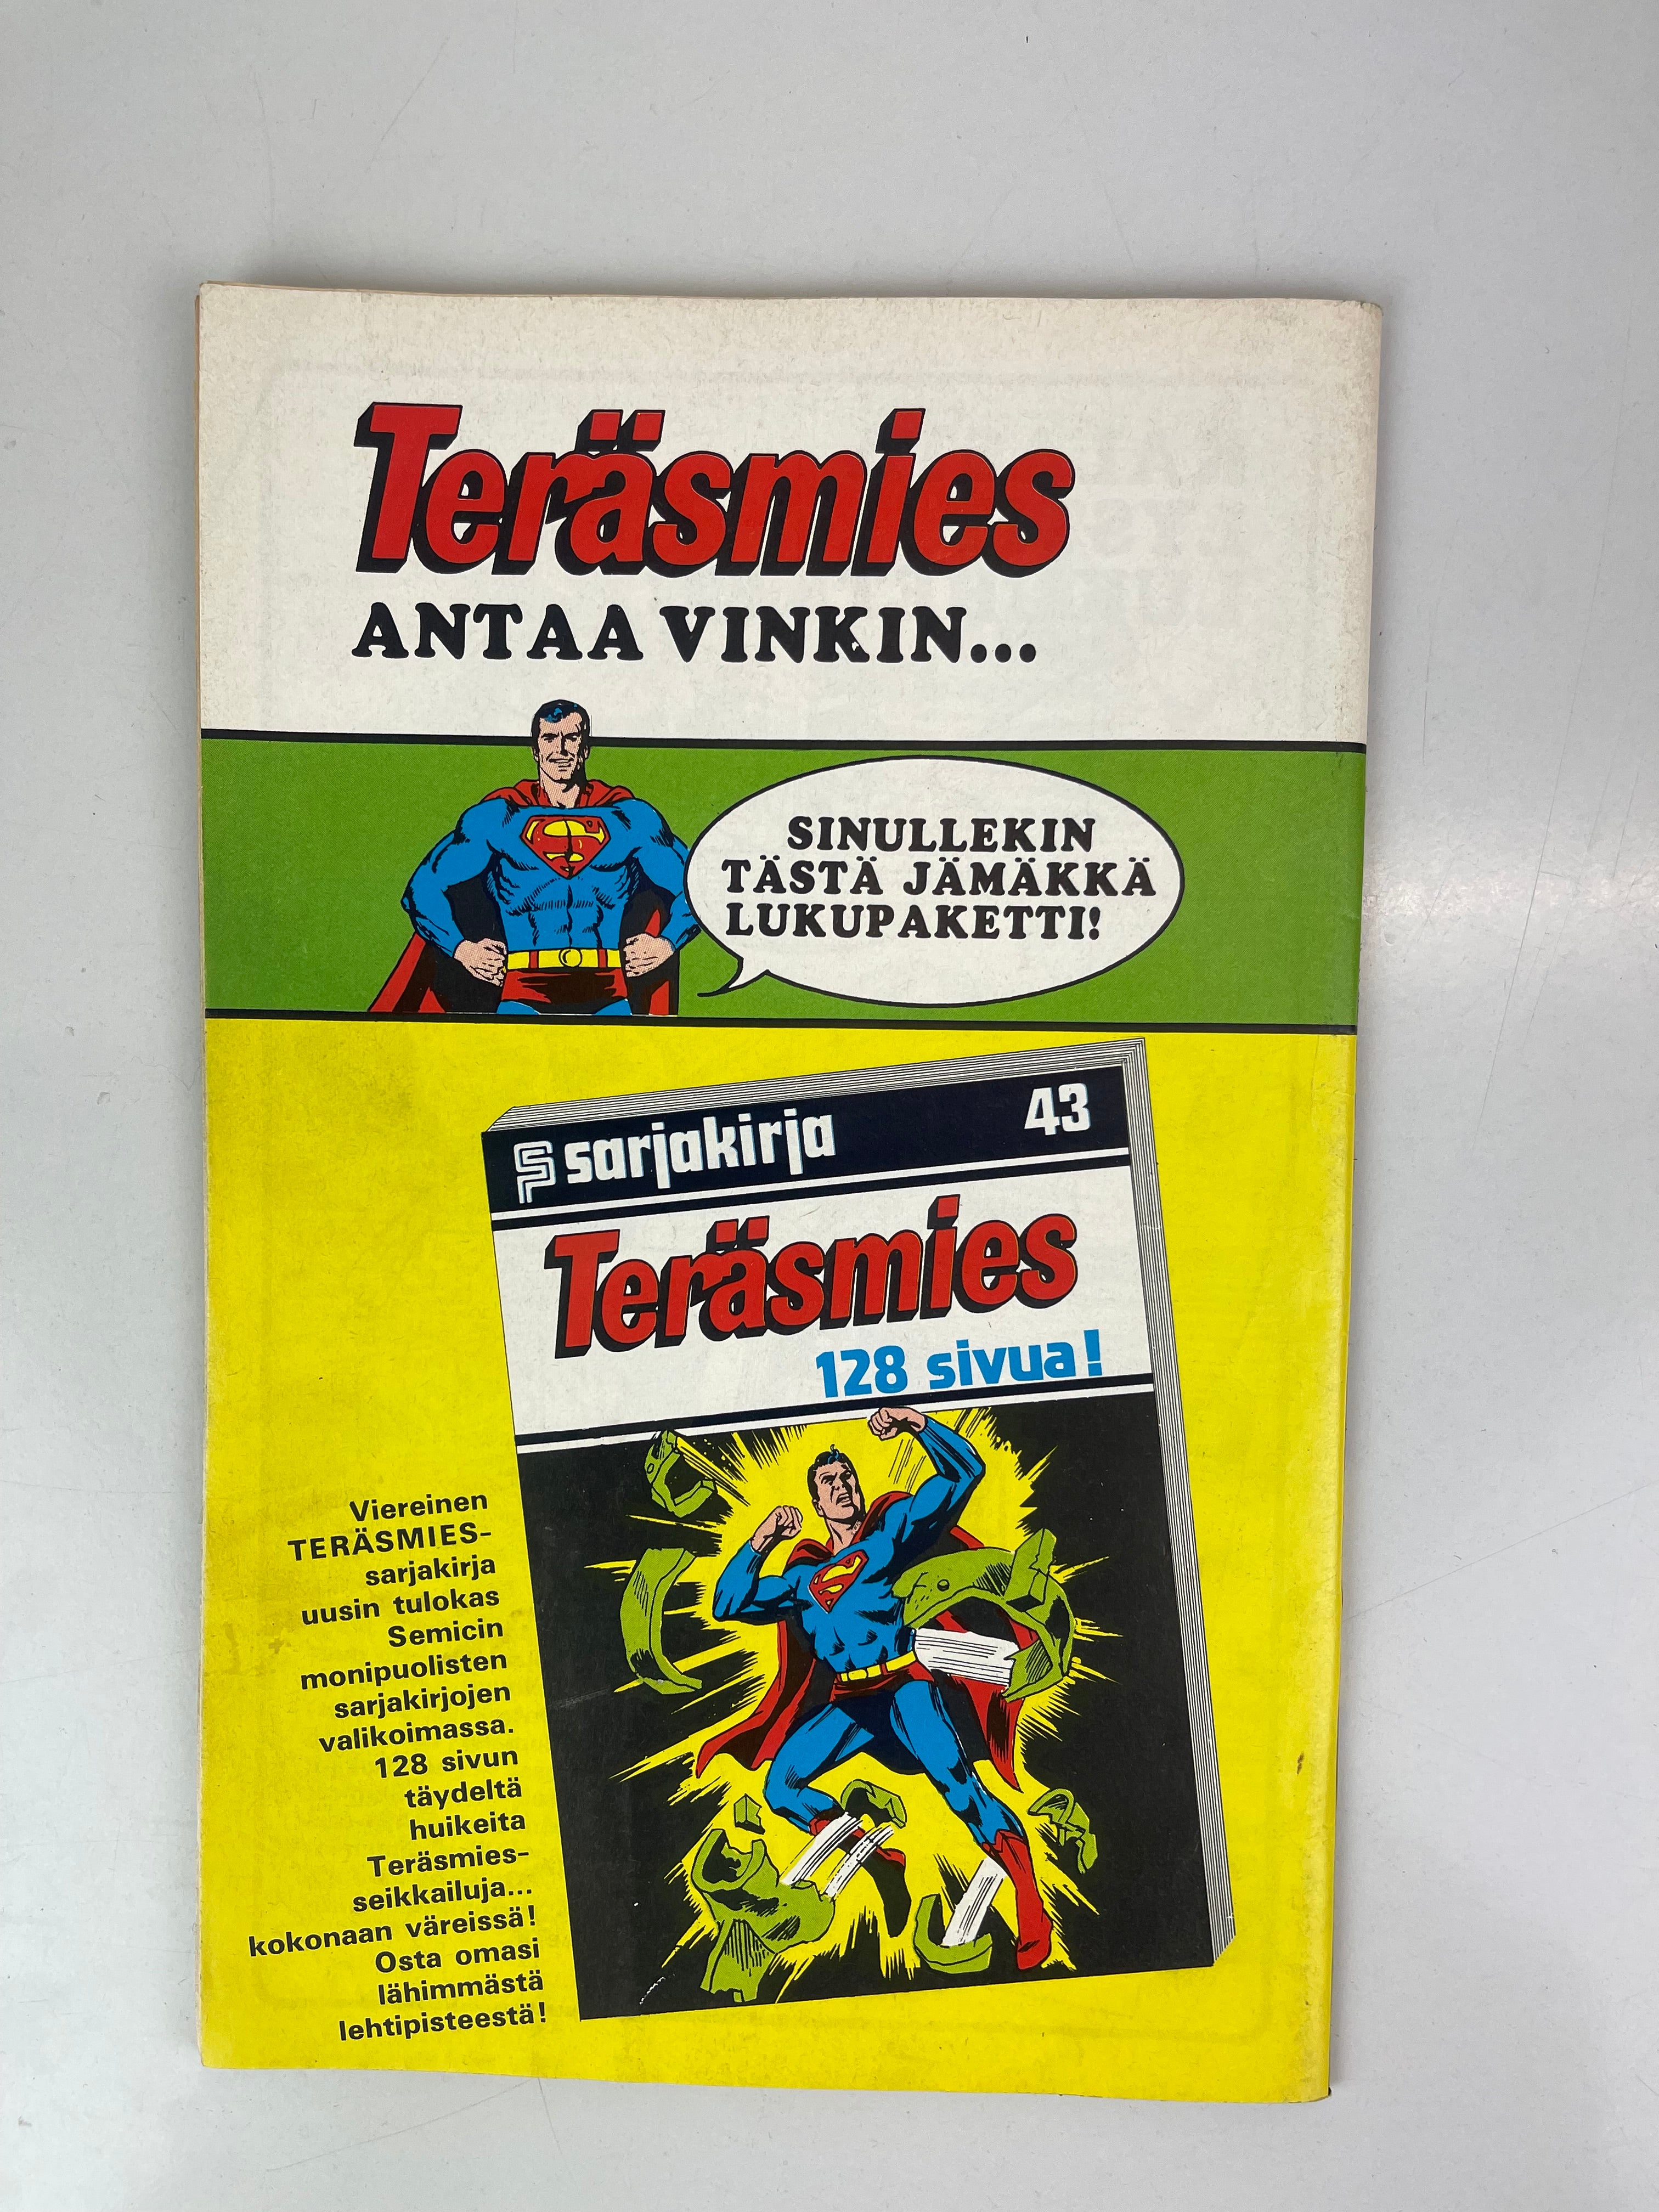 Teräsmies
ANTAA VINKIN...
SINULLEKIN
TÄSTÄ JÄMÄKKÄ
LUKUPAKETTI!
sarjakirja 43
Teräsmies
128 sivua!
Viereinen
TERÄSMIES-
sarjakirja
uusin tulokas
Semicin
monipuolisten
sarjakirjojen
valikoimassa.
128 sivun
täydeltä
huikeita
Teräsmies-
seikkailuja...
kokonaan väreissä!
Osta omasi
lähimmästä
lehtipisteestä!